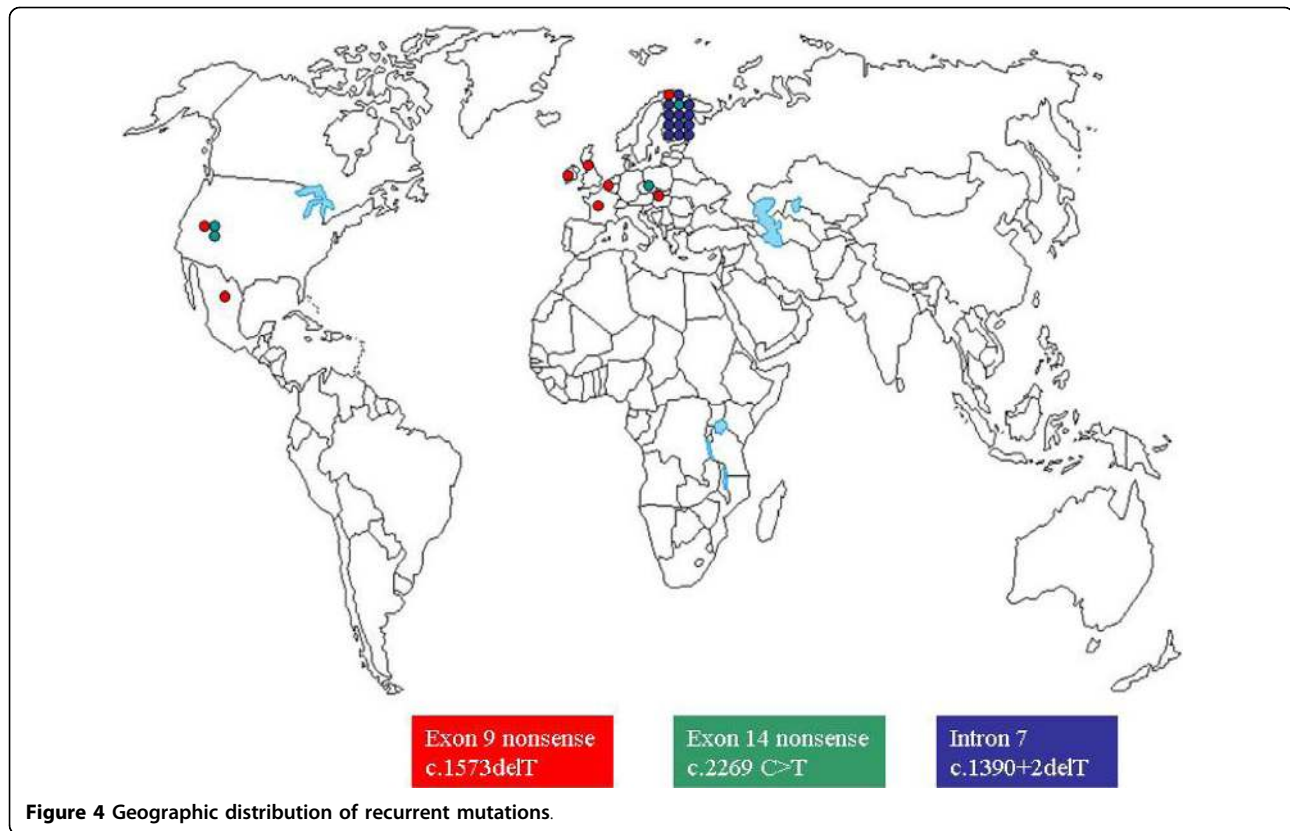 Exon 9 nonsense
c.1573delT
Exon 14 nonsense
c.2269 C>T
Intron 7
c.1390+2delT
Figure 4 Geographic distribution of recurrent mutations.